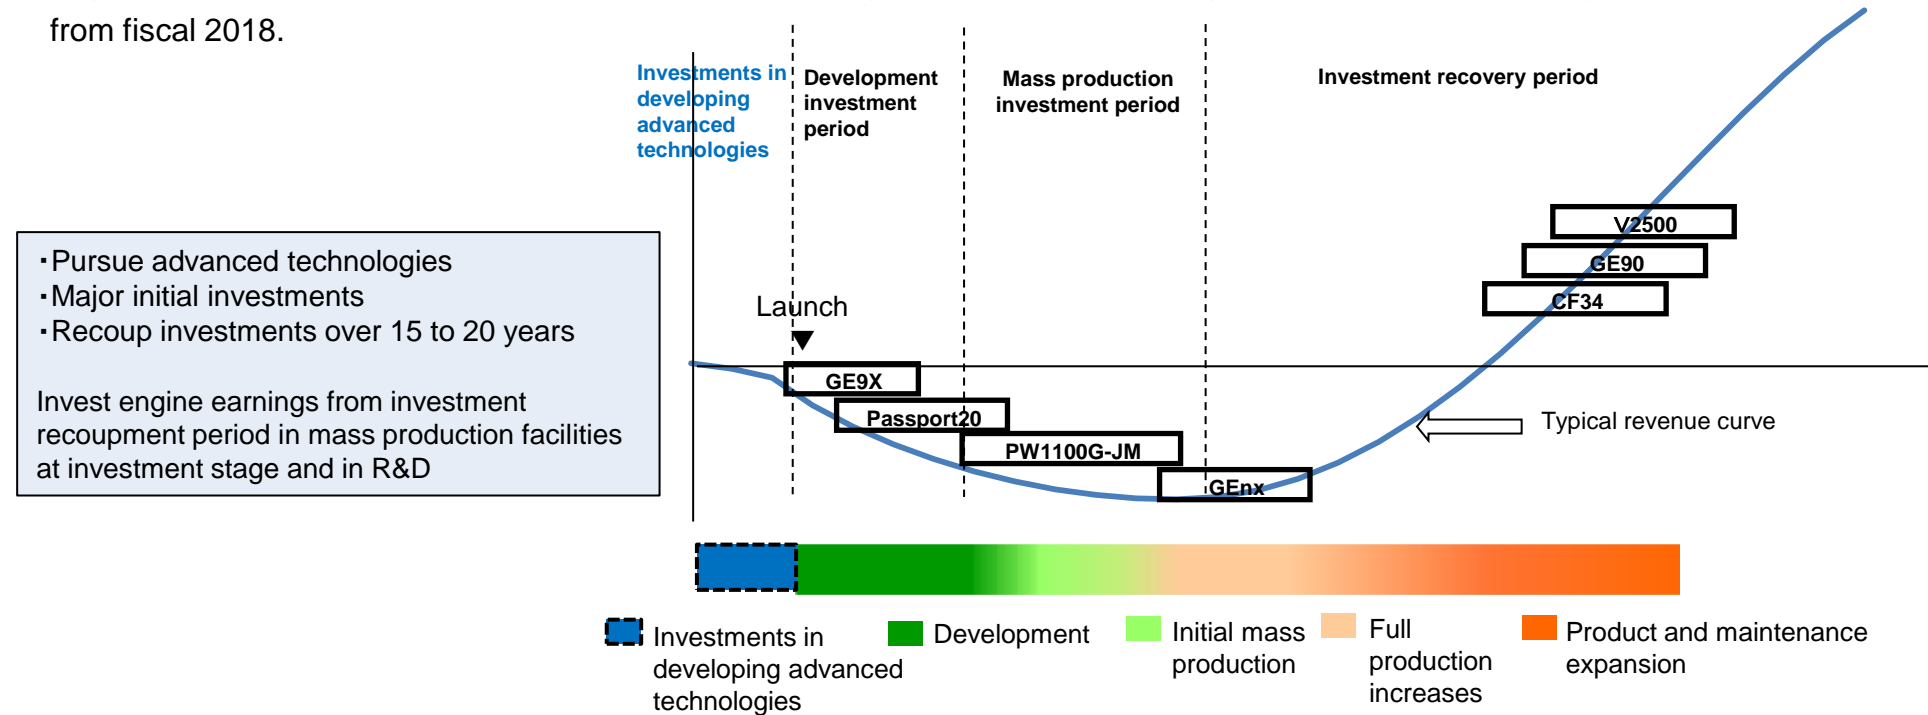 from fiscal 2018.
Investments in
developing
advanced
technologies
Development
investment
period
Mass production
investment period
Investment recovery period
・Pursue advanced technologies
・Major initial investments
・Recoup investments over 15 to 20 years
Invest engine earnings from investment
recoupment period in mass production facilities
at investment stage and in R&D
Launch
V2500
GE90
CF34
GE9X
Passport20
PW1100G-JM
GEnx
Typical revenue curve
Investments in
developing advanced
technologies
Development
Initial mass
production
Full
production
increases
Product and maintenance
expansion